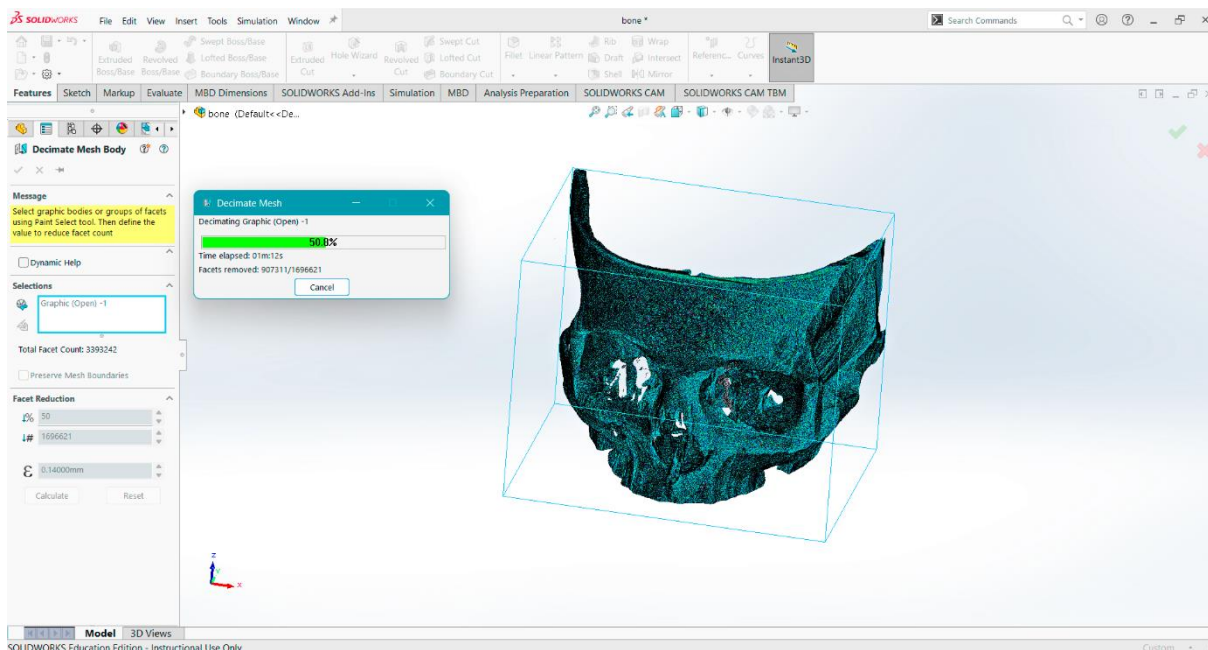 SOLIDWORKS File Edit View Insert Tools Simulation Window bone * Search Commands
Extruded Boss/Base Revolved Boss/Base Swept Boss/Base Lofted Boss/Base Boundary Boss/Base Extruded Cut Hole Wizard Revolved Cut Swept Cut Lofted Cut Boundary Cut Fillet Linear Pattern Rib Draft Shell Wrap Intersect Mirror Referenc... Curves Instant3D
Features Sketch Markup Evaluate MBD Dimensions SOLIDWORKS Add-Ins Simulation MBD Analysis Preparation SOLIDWORKS CAM SOLIDWORKS CAM TBM
bone (Default<<De...
Decimate Mesh Body
Message
Select graphic bodies or groups of facets
using Paint Select tool. Then define the
value to reduce facet count
Dynamic Help
Selections
Graphic (Open) -1
Total Facet Count: 3393242
Preserve Mesh Boundaries
Facet Reduction
% 50
# 1696621
ε 0.14000mm
Calculate Reset
Decimate Mesh
Decimating Graphic (Open) -1
50.8%
Time elapsed: 01m:12s
Facets removed: 907311/1696621
Cancel
z
Y
x
Model 3D Views
SOLIDWORKS Education Edition - Instructional Use Only Custom